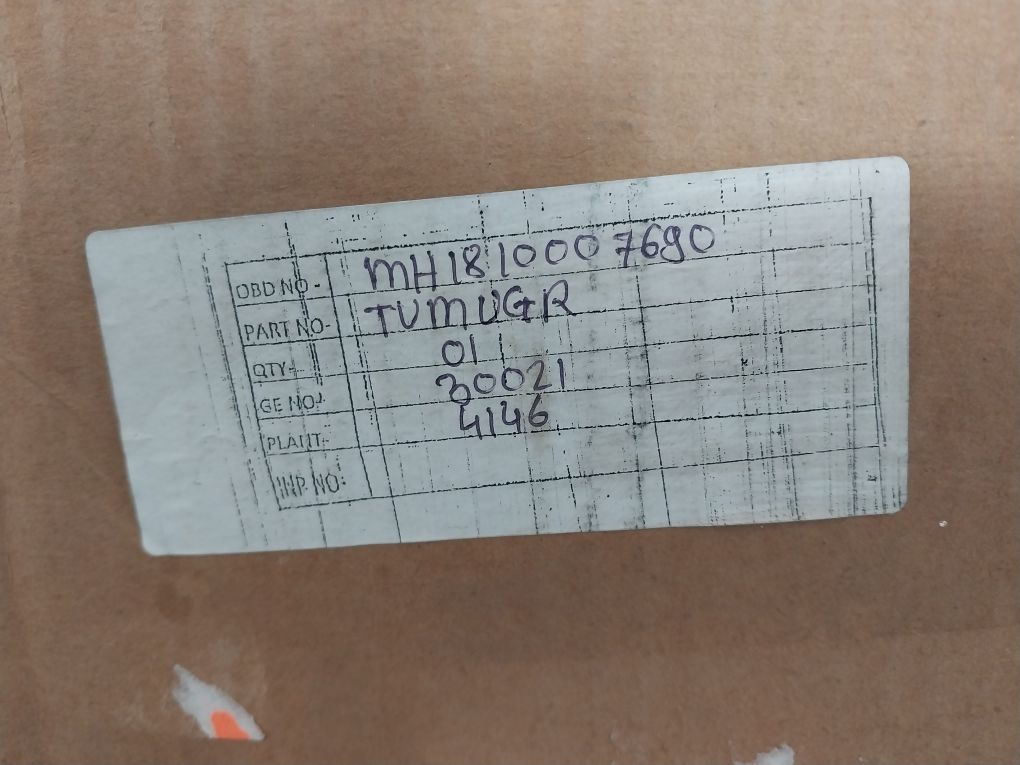 OBD NO - MH1810007690
PART NO- TUMUGR
QTY- 01
GE NO- 30021
PLANT- 4146
INP. NO: